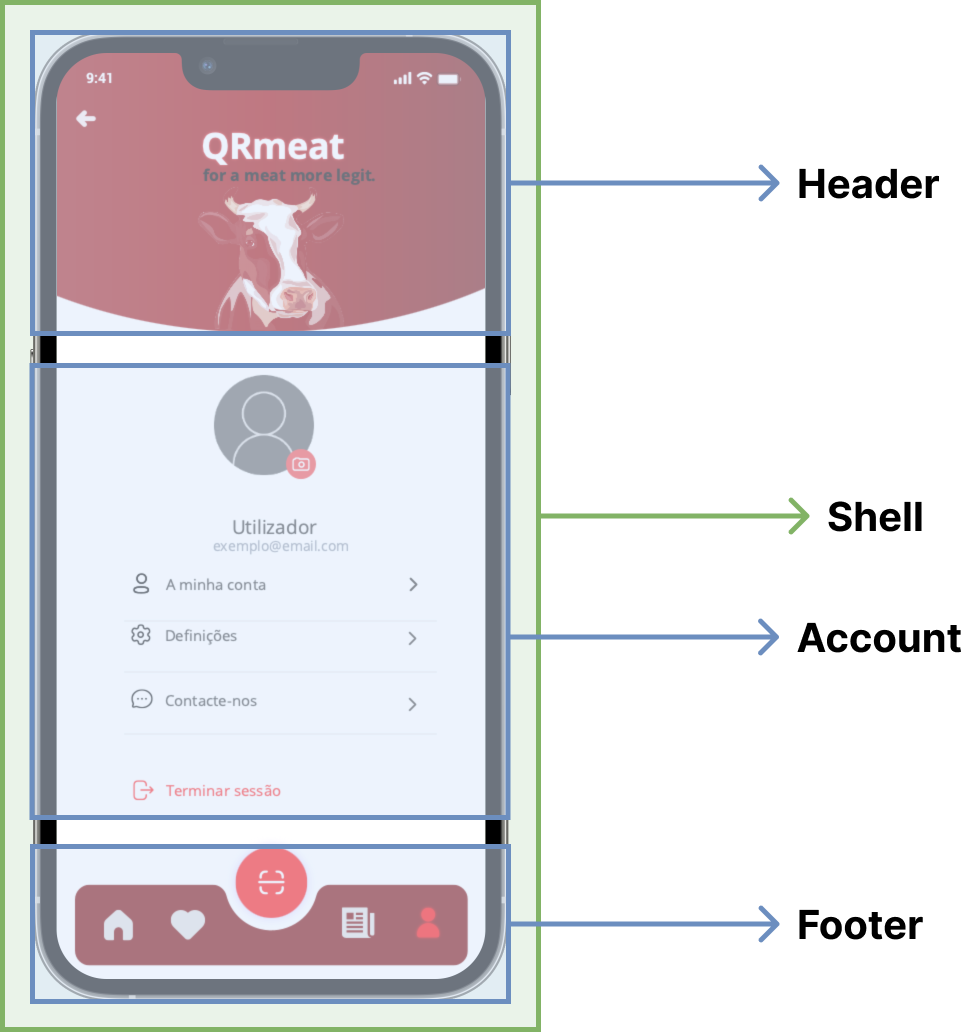 9:41
QRmeat
for a meat more legit.
Header
Utilizador
exemplo@email.com
Shell
A minha conta
Definições
Account
Contacte-nos
Terminar sessão
Footer